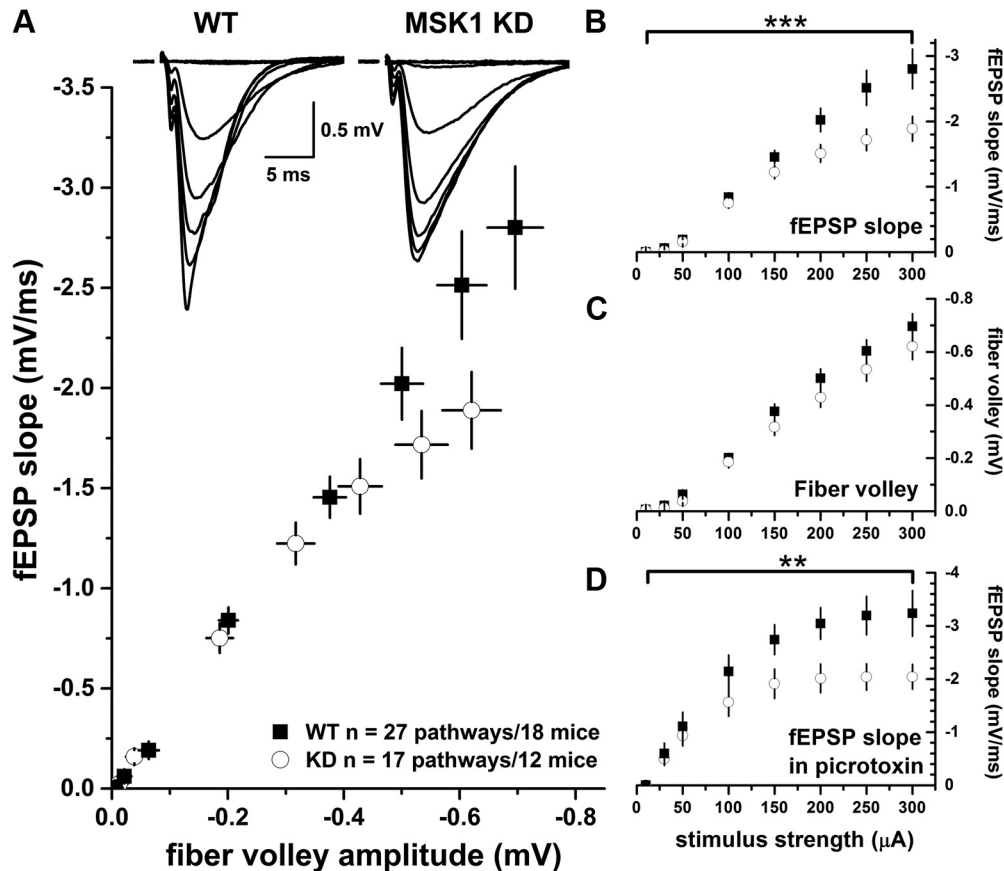 A
WT
MSK1 KD
0.5 mV
5 ms
-3.5
-3.0
-2.5
-2.0
-1.5
-1.0
-0.5
0.0
fEPSP slope (mV/ms)
WT n = 27 pathways/18 mice
KD n = 17 pathways/12 mice
0.0 -0.2 -0.4 -0.6 -0.8
fiber volley amplitude (mV)
B
***
-3
-2
-1
0
fEPSP slope (mV/ms)
fEPSP slope
0 50 100 150 200 250 300
C
-0.8
-0.6
-0.4
-0.2
0.0
fiber volley (mV)
Fiber volley
0 50 100 150 200 250 300
D
**
-4
-3
-2
-1
0
fEPSP slope (mV/ms)
fEPSP slope
in picrotoxin
0 50 100 150 200 250 300
stimulus strength (µA)